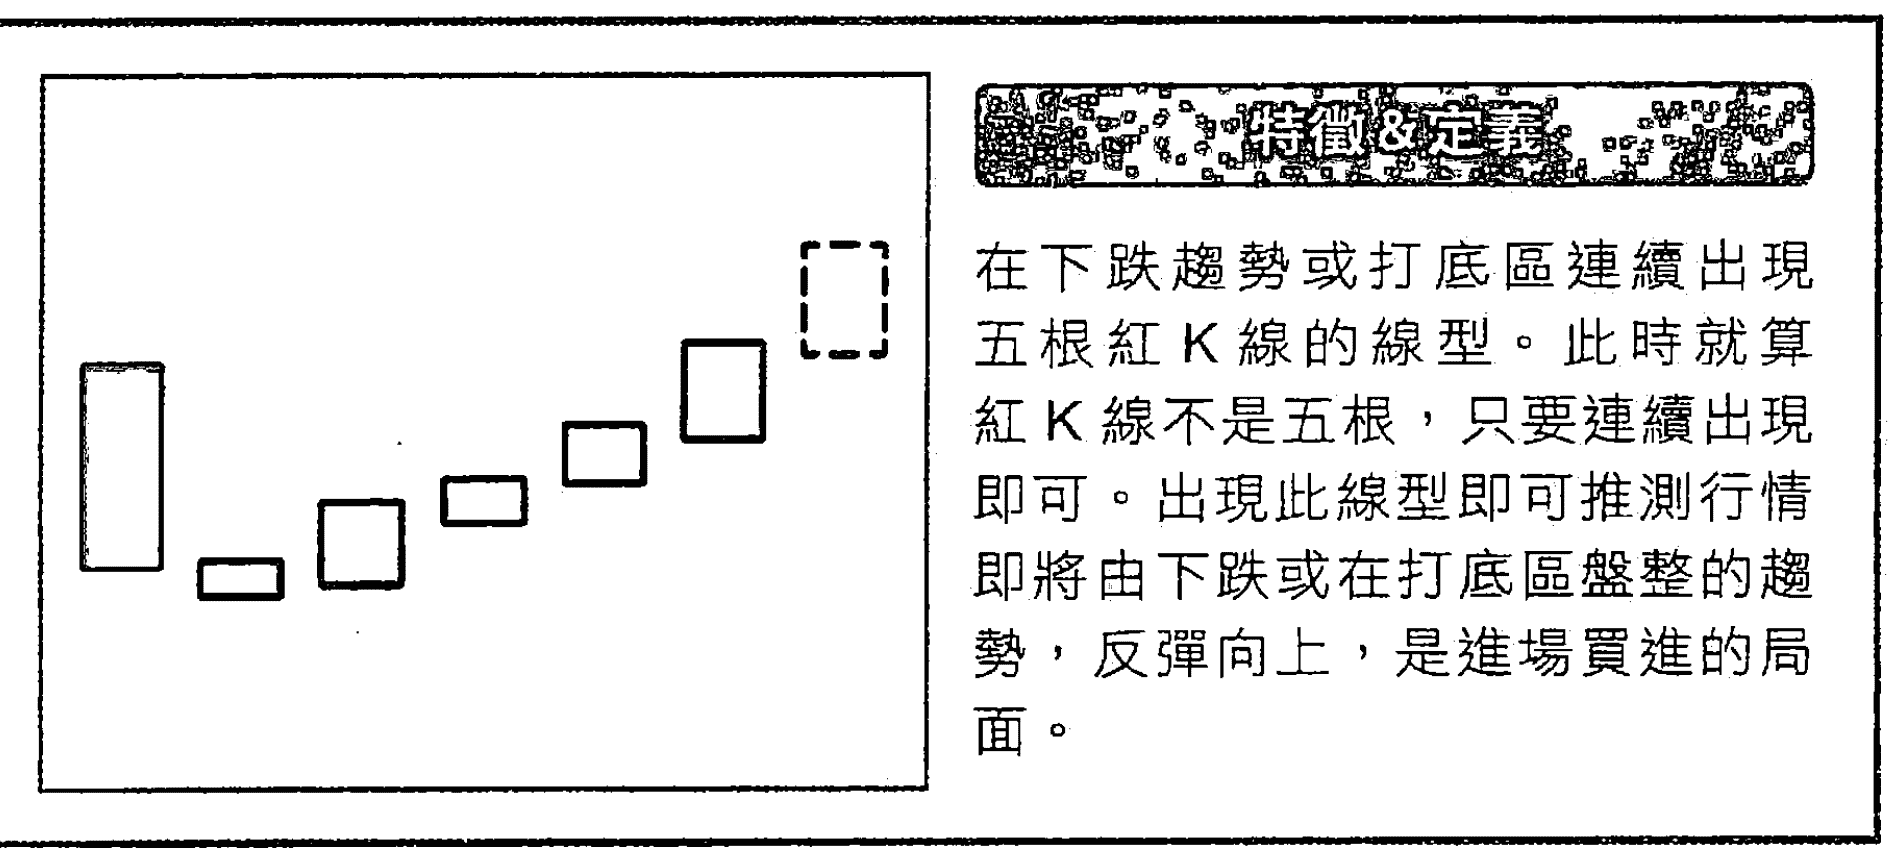 特徵&定義
在下跌趨勢或打底區連續出現
五根紅K線的線型。此時就算
紅K線不是五根，只要連續出現
即可。出現此線型即可推測行情
即將由下跌或在打底區盤整的趨
勢，反彈向上，是進場買進的局
面。